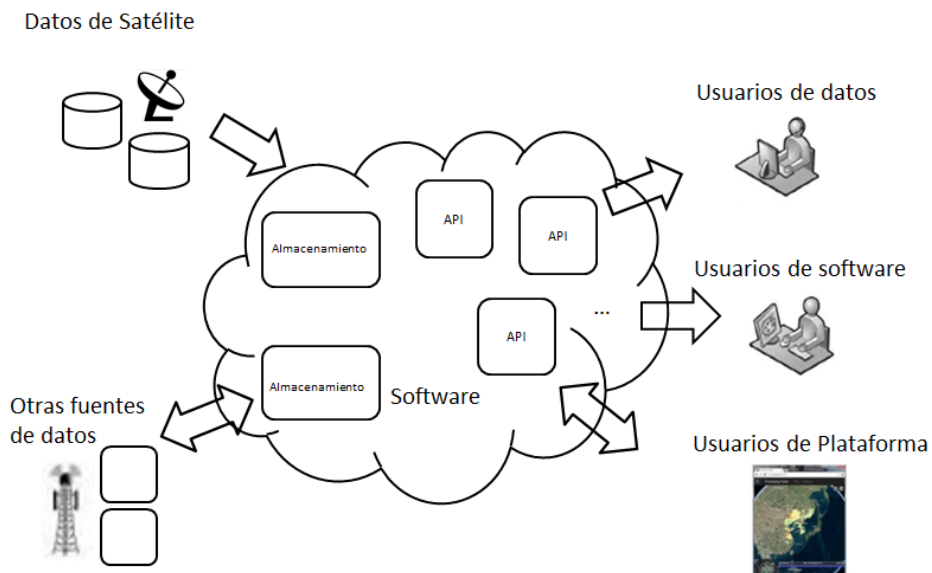 Datos de Satélite
Usuarios de datos
API
API
Almacenamiento
Usuarios de software
...
API
Almacenamiento
Software
Otras fuentes
de datos
Usuarios de Plataforma